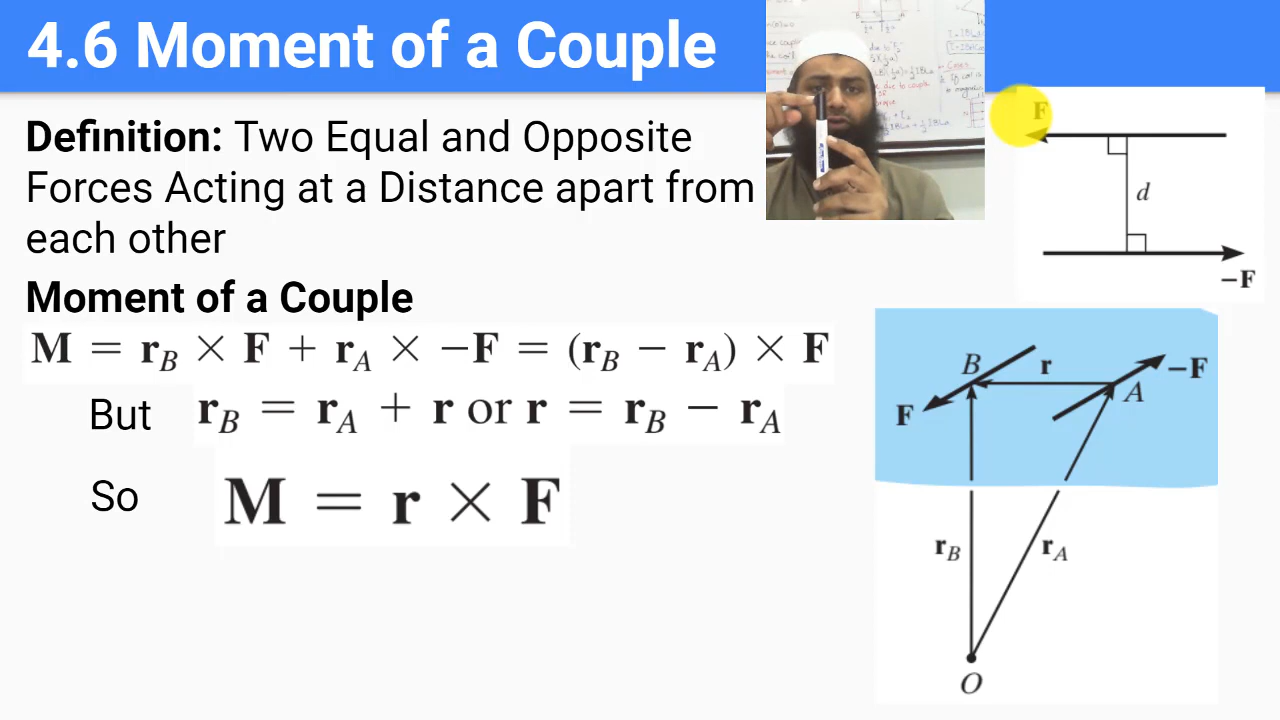 4.6 Moment of a Couple
Definition: Two Equal and Opposite
Forces Acting at a Distance apart from
each other
Moment of a Couple
M = r_B × F + r_A × −F = (r_B − r_A) × F
But r_B = r_A + r or r = r_B − r_A
So M = r × F
F
d
−F
B
r
−F
A
F
r_B
r_A
O